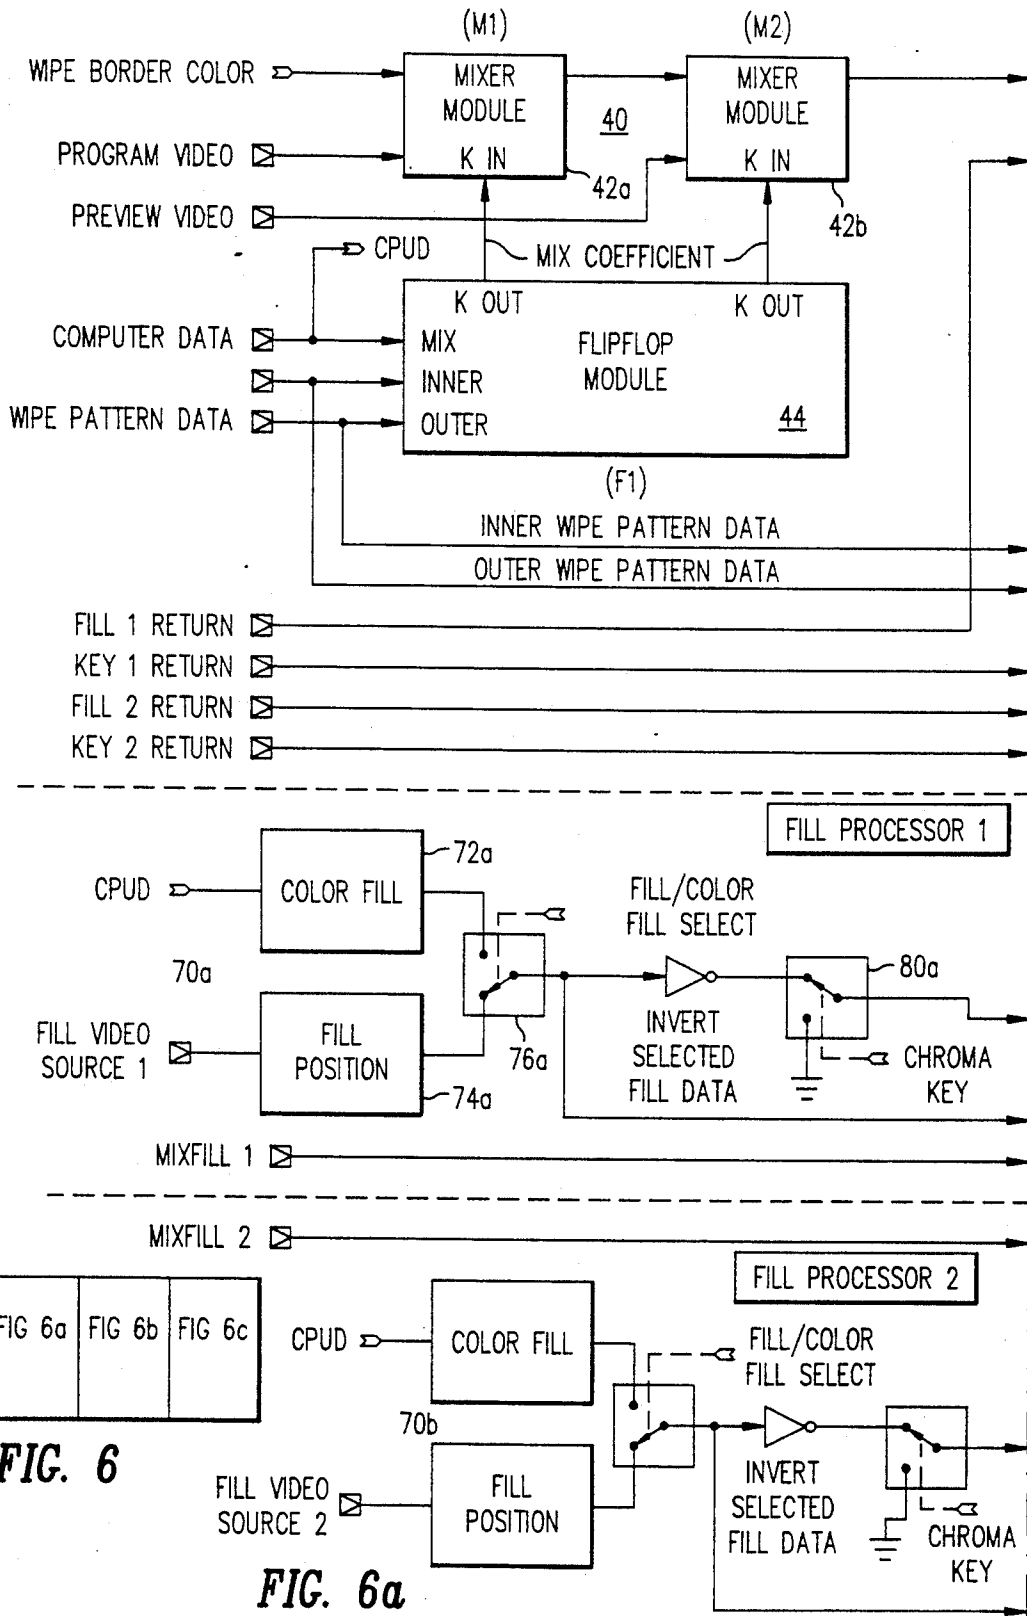 (M1)
(M2)
WIPE BORDER COLOR
MIXER
MODULE
K IN
40
42a
MIXER
MODULE
K IN
42b
PROGRAM VIDEO
PREVIEW VIDEO
CPUD
MIX COEFFICIENT
K OUT
K OUT
COMPUTER DATA
MIX
FLIPFLOP
MODULE
INNER
WIPE PATTERN DATA
OUTER
44
(F1)
INNER WIPE PATTERN DATA
OUTER WIPE PATTERN DATA
FILL 1 RETURN
KEY 1 RETURN
FILL 2 RETURN
KEY 2 RETURN
FILL PROCESSOR 1
72a
CPUD
COLOR FILL
FILL/COLOR
FILL SELECT
70a
80a
FILL VIDEO
SOURCE 1
FILL
POSITION
76a
74a
INVERT
SELECTED
FILL DATA
CHROMA
KEY
MIXFILL 1
MIXFILL 2
FILL PROCESSOR 2
FIG 6a
FIG 6b
FIG 6c
FIG. 6
CPUD
COLOR FILL
FILL/COLOR
FILL SELECT
70b
FILL VIDEO
SOURCE 2
FILL
POSITION
INVERT
SELECTED
FILL DATA
CHROMA
KEY
FIG. 6a